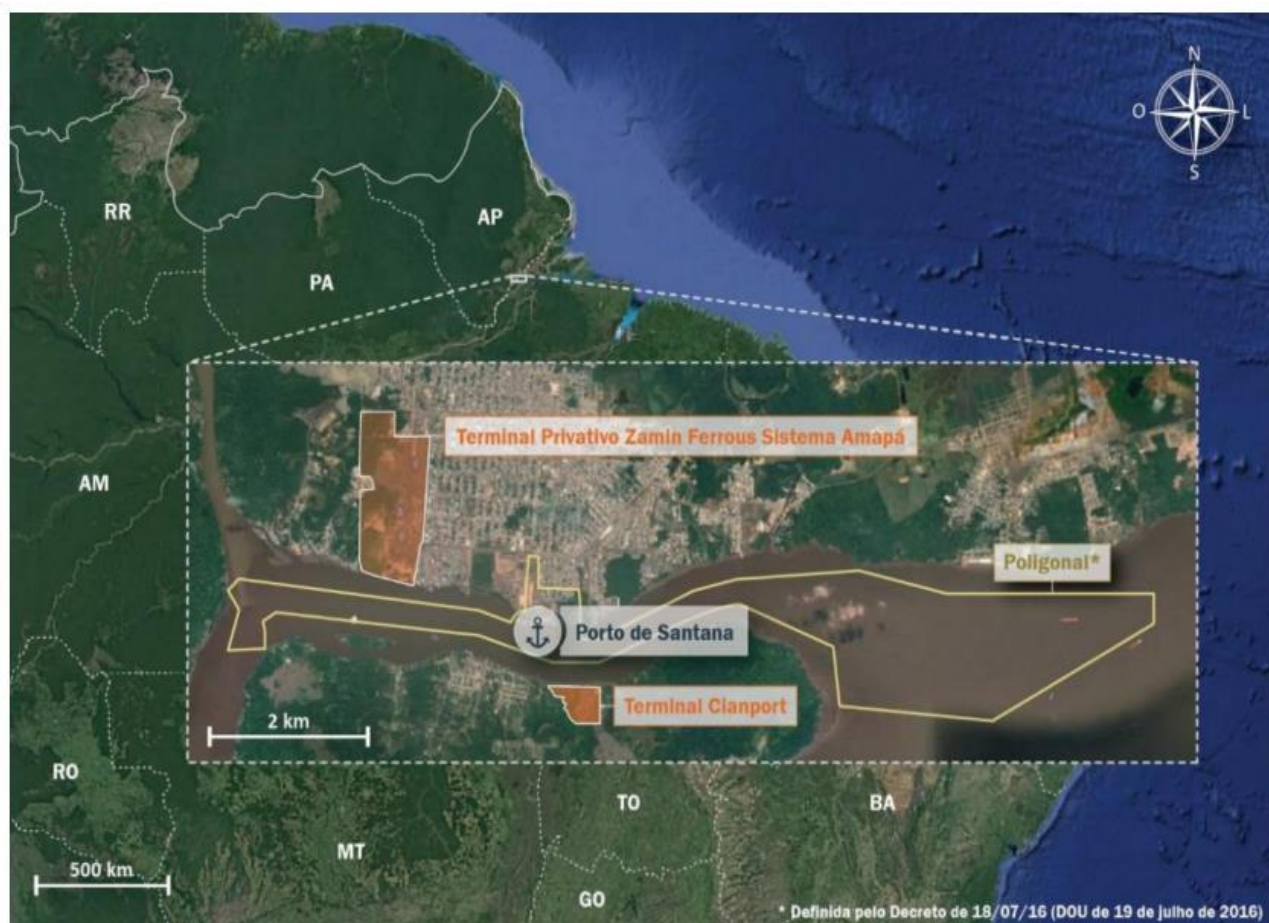 N
O
L
S
RR
AP
PA
AM
Terminal Privativo Zamin Ferrous Sistema Amapá
Poligonal*
Porto de Santana
Terminal Cianport
2 km
RO
TO
BA
MT
500 km
GO
* Definida pelo Decreto de 18/07/16 (DOU de 19 de julho de 2016)